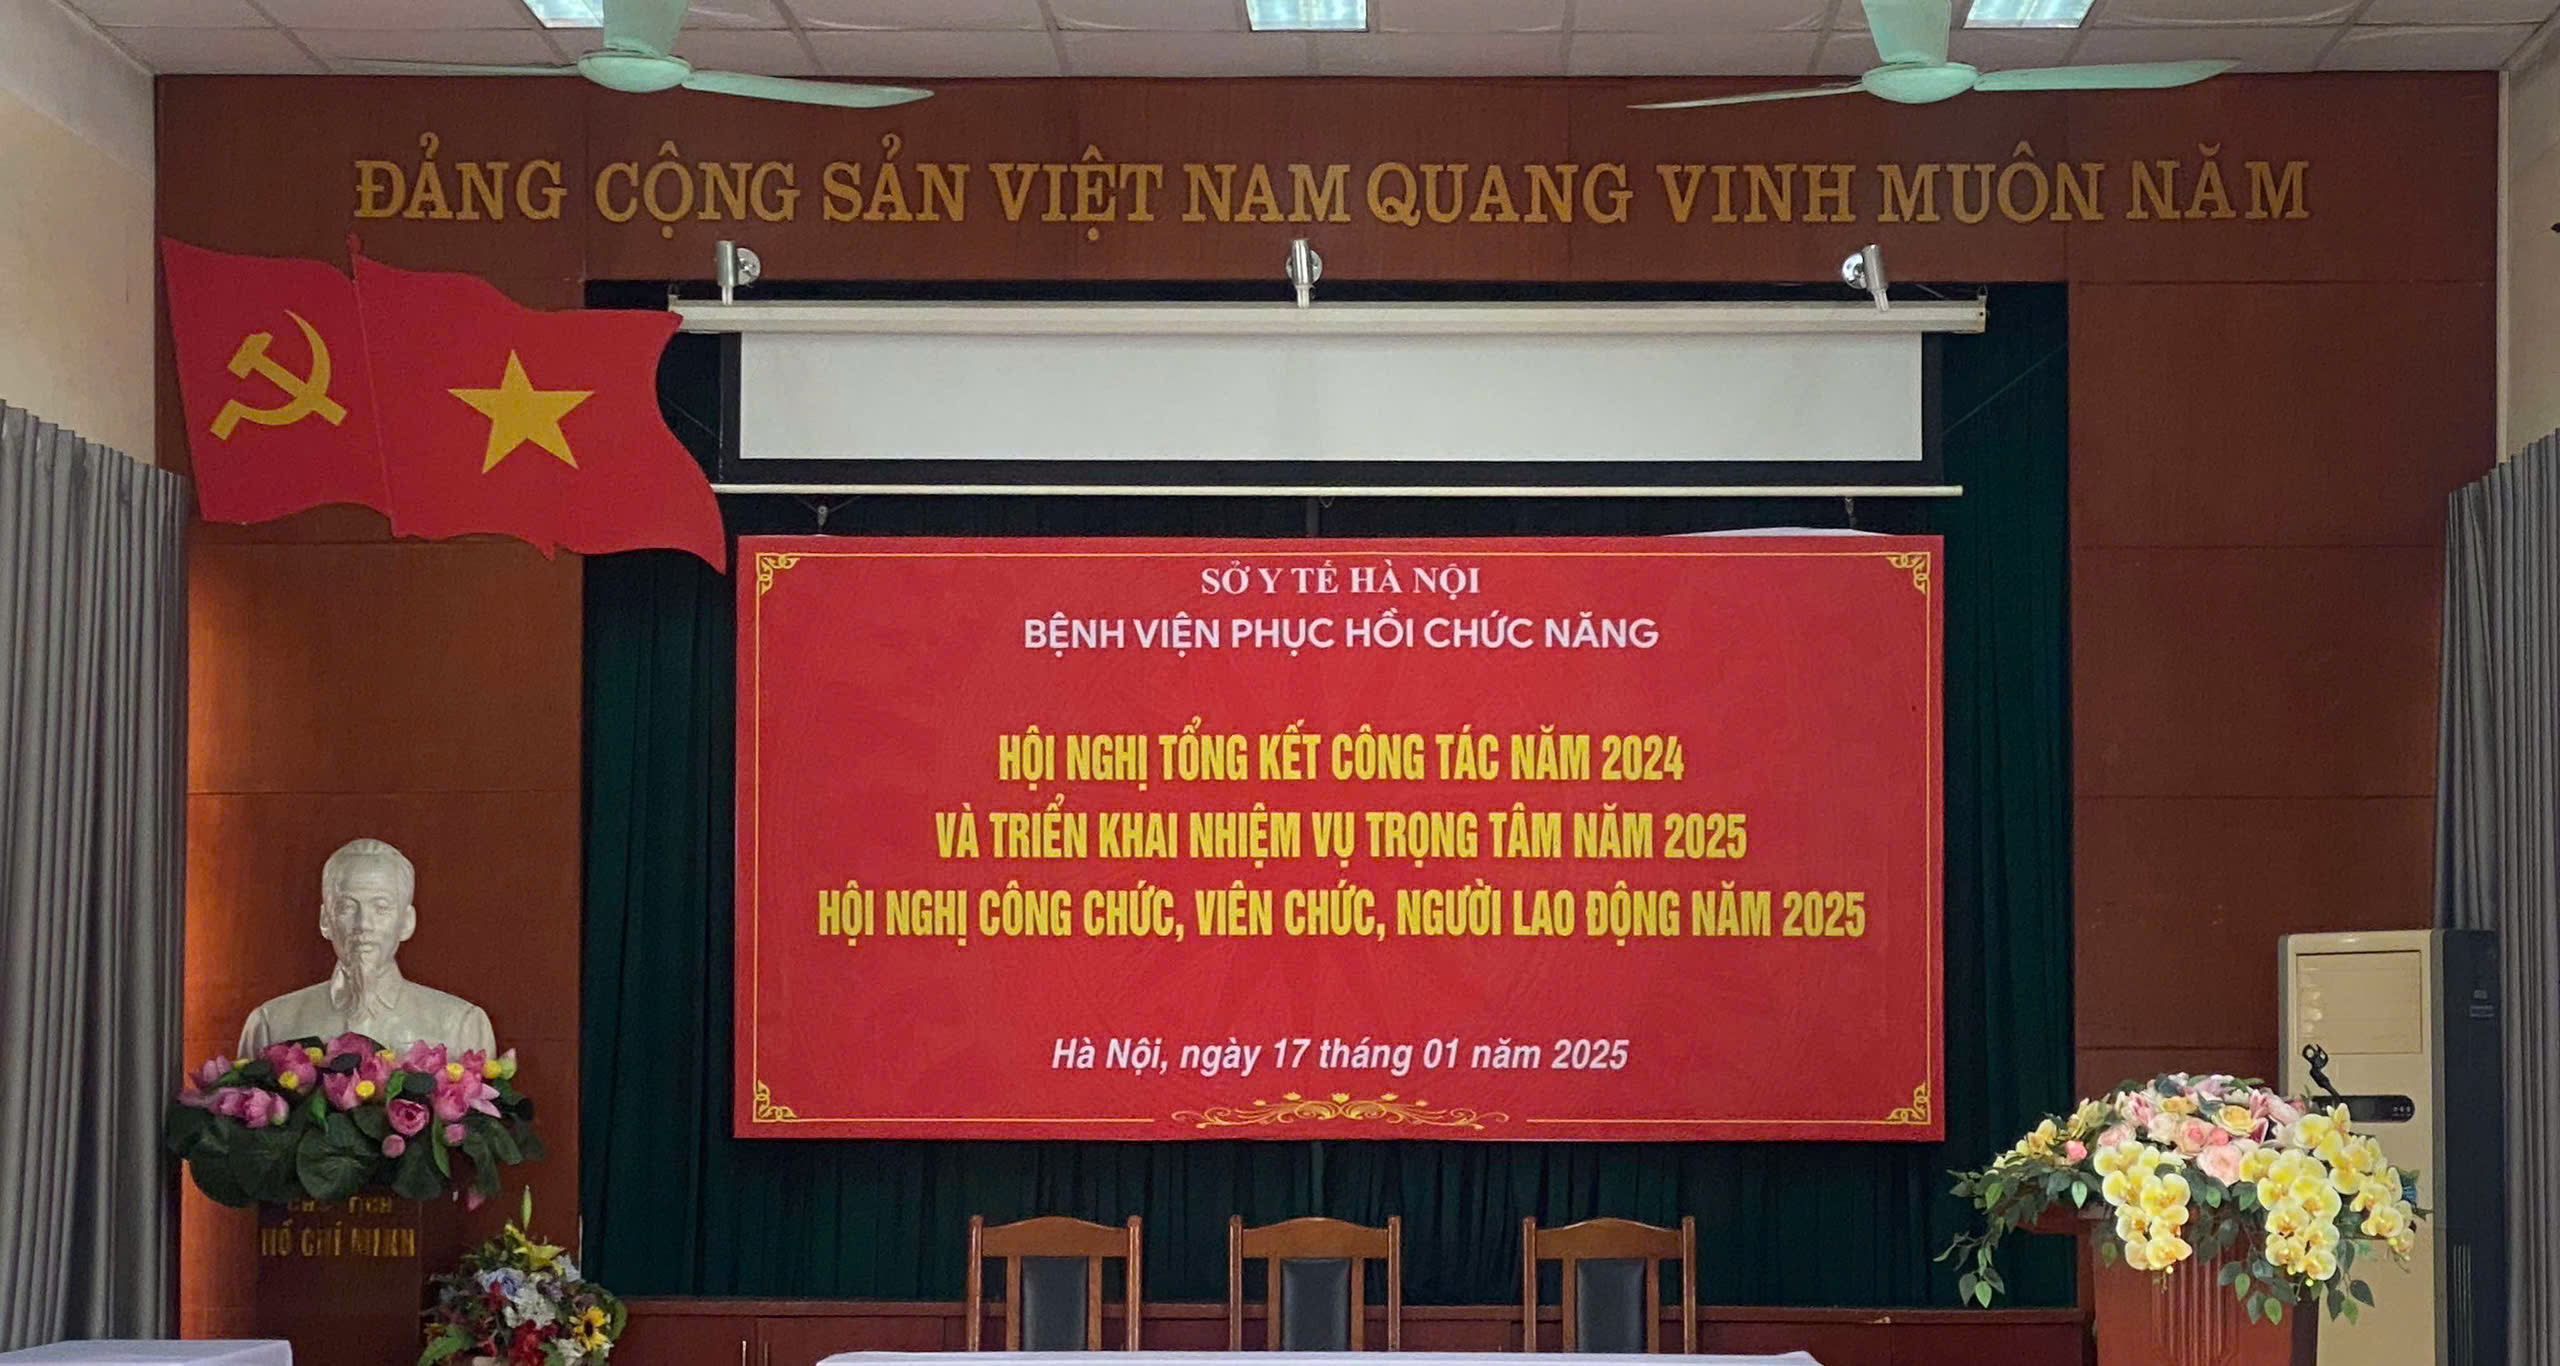 ĐẢNG CỘNG SẢN VIỆT NAM QUANG VINH MUÔN NĂM
SỞ Y TẾ HÀ NỘI
BỆNH VIỆN PHỤC HỒI CHỨC NĂNG
HỘI NGHỊ TỔNG KẾT CÔNG TÁC NĂM 2024
VÀ TRIỂN KHAI NHIỆM VỤ TRỌNG TÂM NĂM 2025
HỘI NGHỊ CÔNG CHỨC, VIÊN CHỨC, NGƯỜI LAO ĐỘNG NĂM 2025
Hà Nội, ngày 17 tháng 01 năm 2025
CHỦ TỊCH
HỒ CHÍ MINH